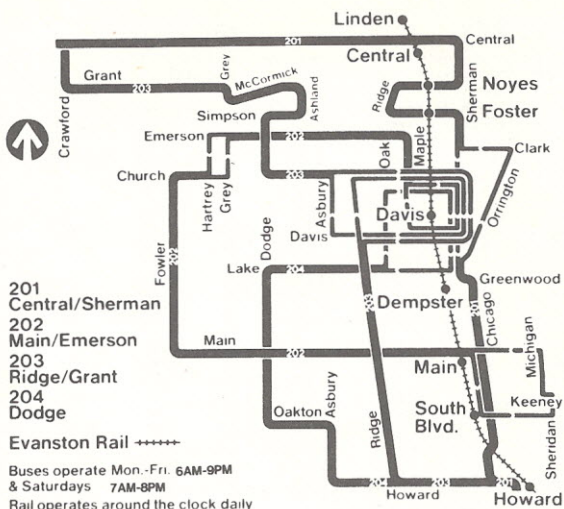 Linden
201
Central
Central
Grant
203
Grey
McCormick
Ashland
Ridge
Sherman
Noyes
Foster
Crawford
Simpson
Emerson
202
Oak
Maple
Clark
Church
Hartrey
Grey
203
Asbury
Davis
Orrington
Dodge
Davis
Fowler
202
Lake
204
Greenwood
203
Dempster
201
Chicago
Michigan
201
Central/Sherman
202
Main/Emerson
203
Ridge/Grant
204
Dodge
Main
202
Main
Keeney
Oakton
Asbury
Ridge
South
Blvd.
Sheridan
Evanston Rail
Buses operate Mon.-Fri. 6AM-9PM
& Saturdays 7AM-8PM
Rail operates around the clock daily
204
Howard
203
201
Howard